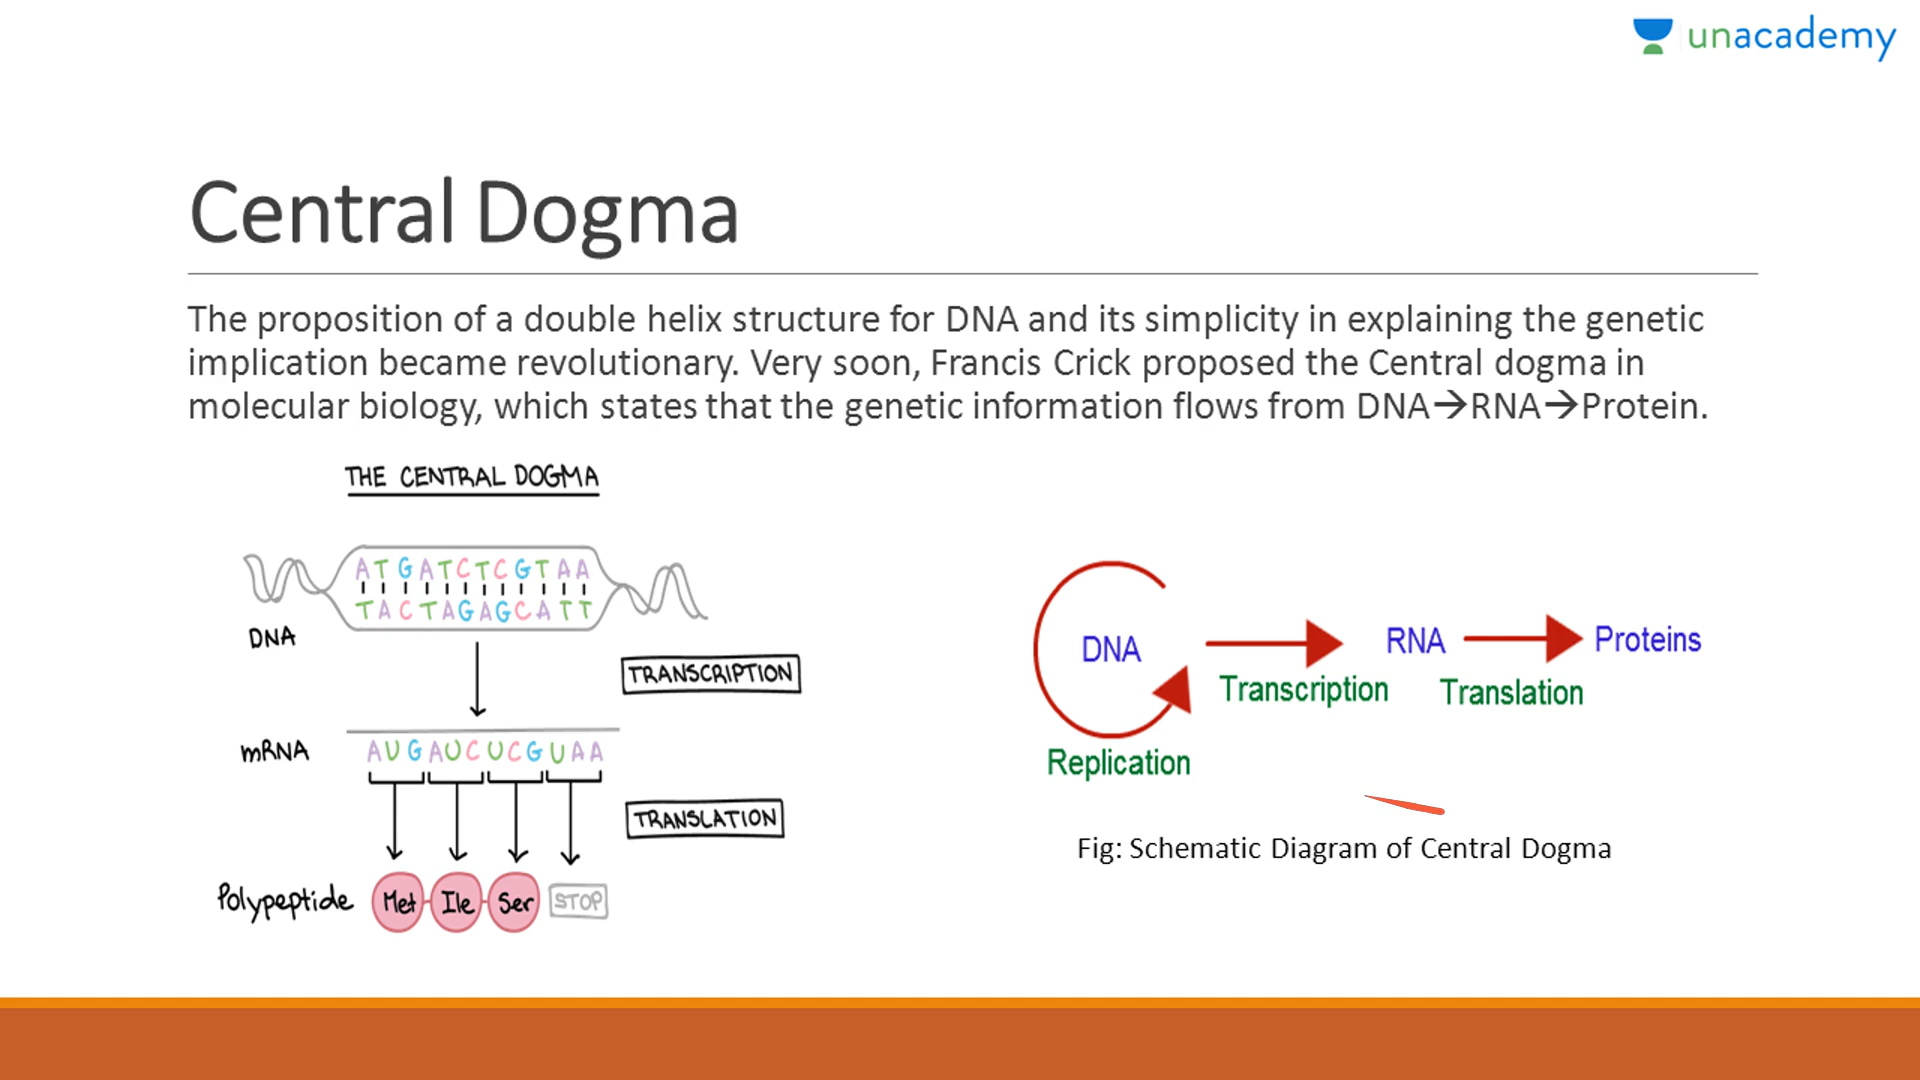 unacademy
Central Dogma
The proposition of a double helix structure for DNA and its simplicity in explaining the genetic
implication became revolutionary. Very soon, Francis Crick proposed the Central dogma in
molecular biology, which states that the genetic information flows from DNA→RNA→Protein.
THE CENTRAL DOGMA
ATGATCTCGTAA
TACTAGAGCATT
DNA
TRANSCRIPTION
mRNA AUGAUCUCGUAA
TRANSLATION
Polypeptide Met Ile Ser STOP
DNA RNA Proteins
Transcription Translation
Replication
Fig: Schematic Diagram of Central Dogma